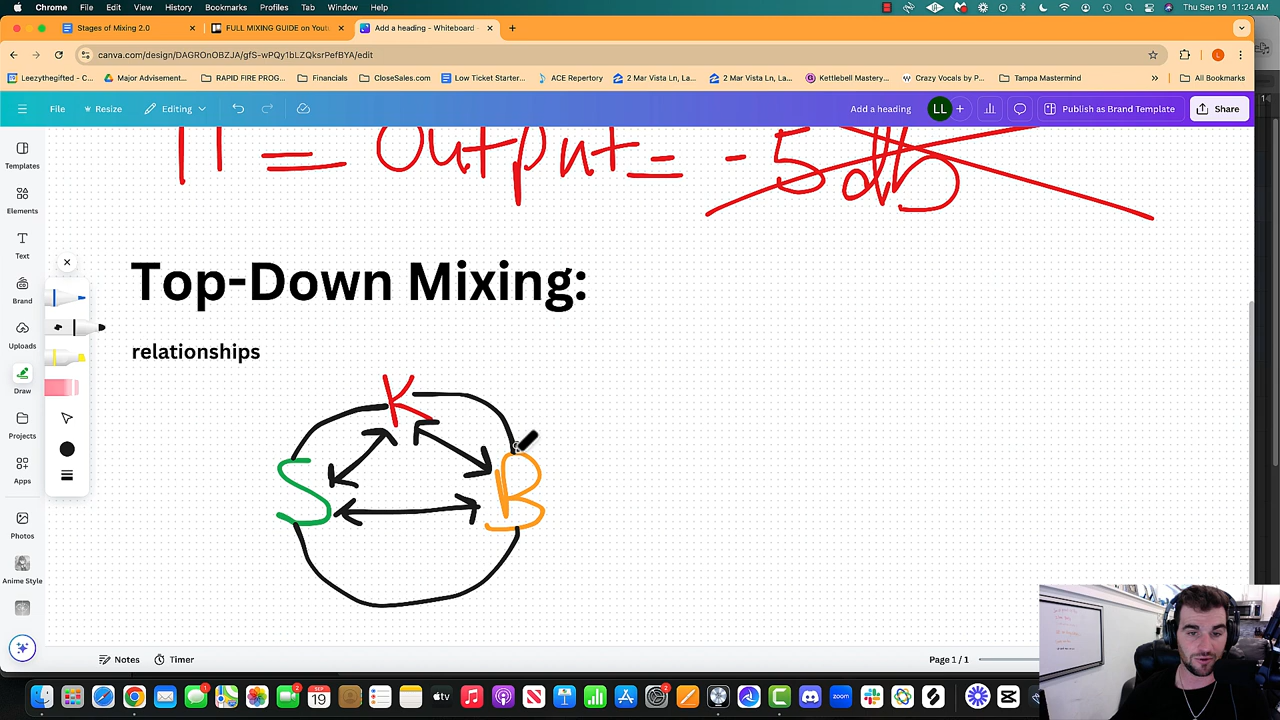 Chrome File Edit View History Bookmarks Profiles Tab Window Help Thu Sep 19 11:24 AM
Stages of Mixing 2.0 FULL MIXING GUIDE on Yout Add a heading - Whiteboard -
canva.com/design/DAGROnOBZJA/gfS-wPQy1bLZQksrPefBYA/edit
Leezythegifted - C... Major Advisement... RAPID FIRE PROG... Financials CloseSales.com Low Ticket Starter... ACE Repertory 2 Mar Vista Ln, La... 2 Mar Vista Ln, La... Kettlebell Mastery... Crazy Vocals by P... Tampa Mastermind All Bookmarks
File Resize Editing Add a heading LL Publish as Brand Template Share
Templates
Elements
Text
Brand
Uploads
Draw
Projects
Apps
Photos
Anime Style
= Output = -5db
Top-Down Mixing:
relationships
K
S B
Notes Timer Page 1 / 1
SEP
19
tv
zoom